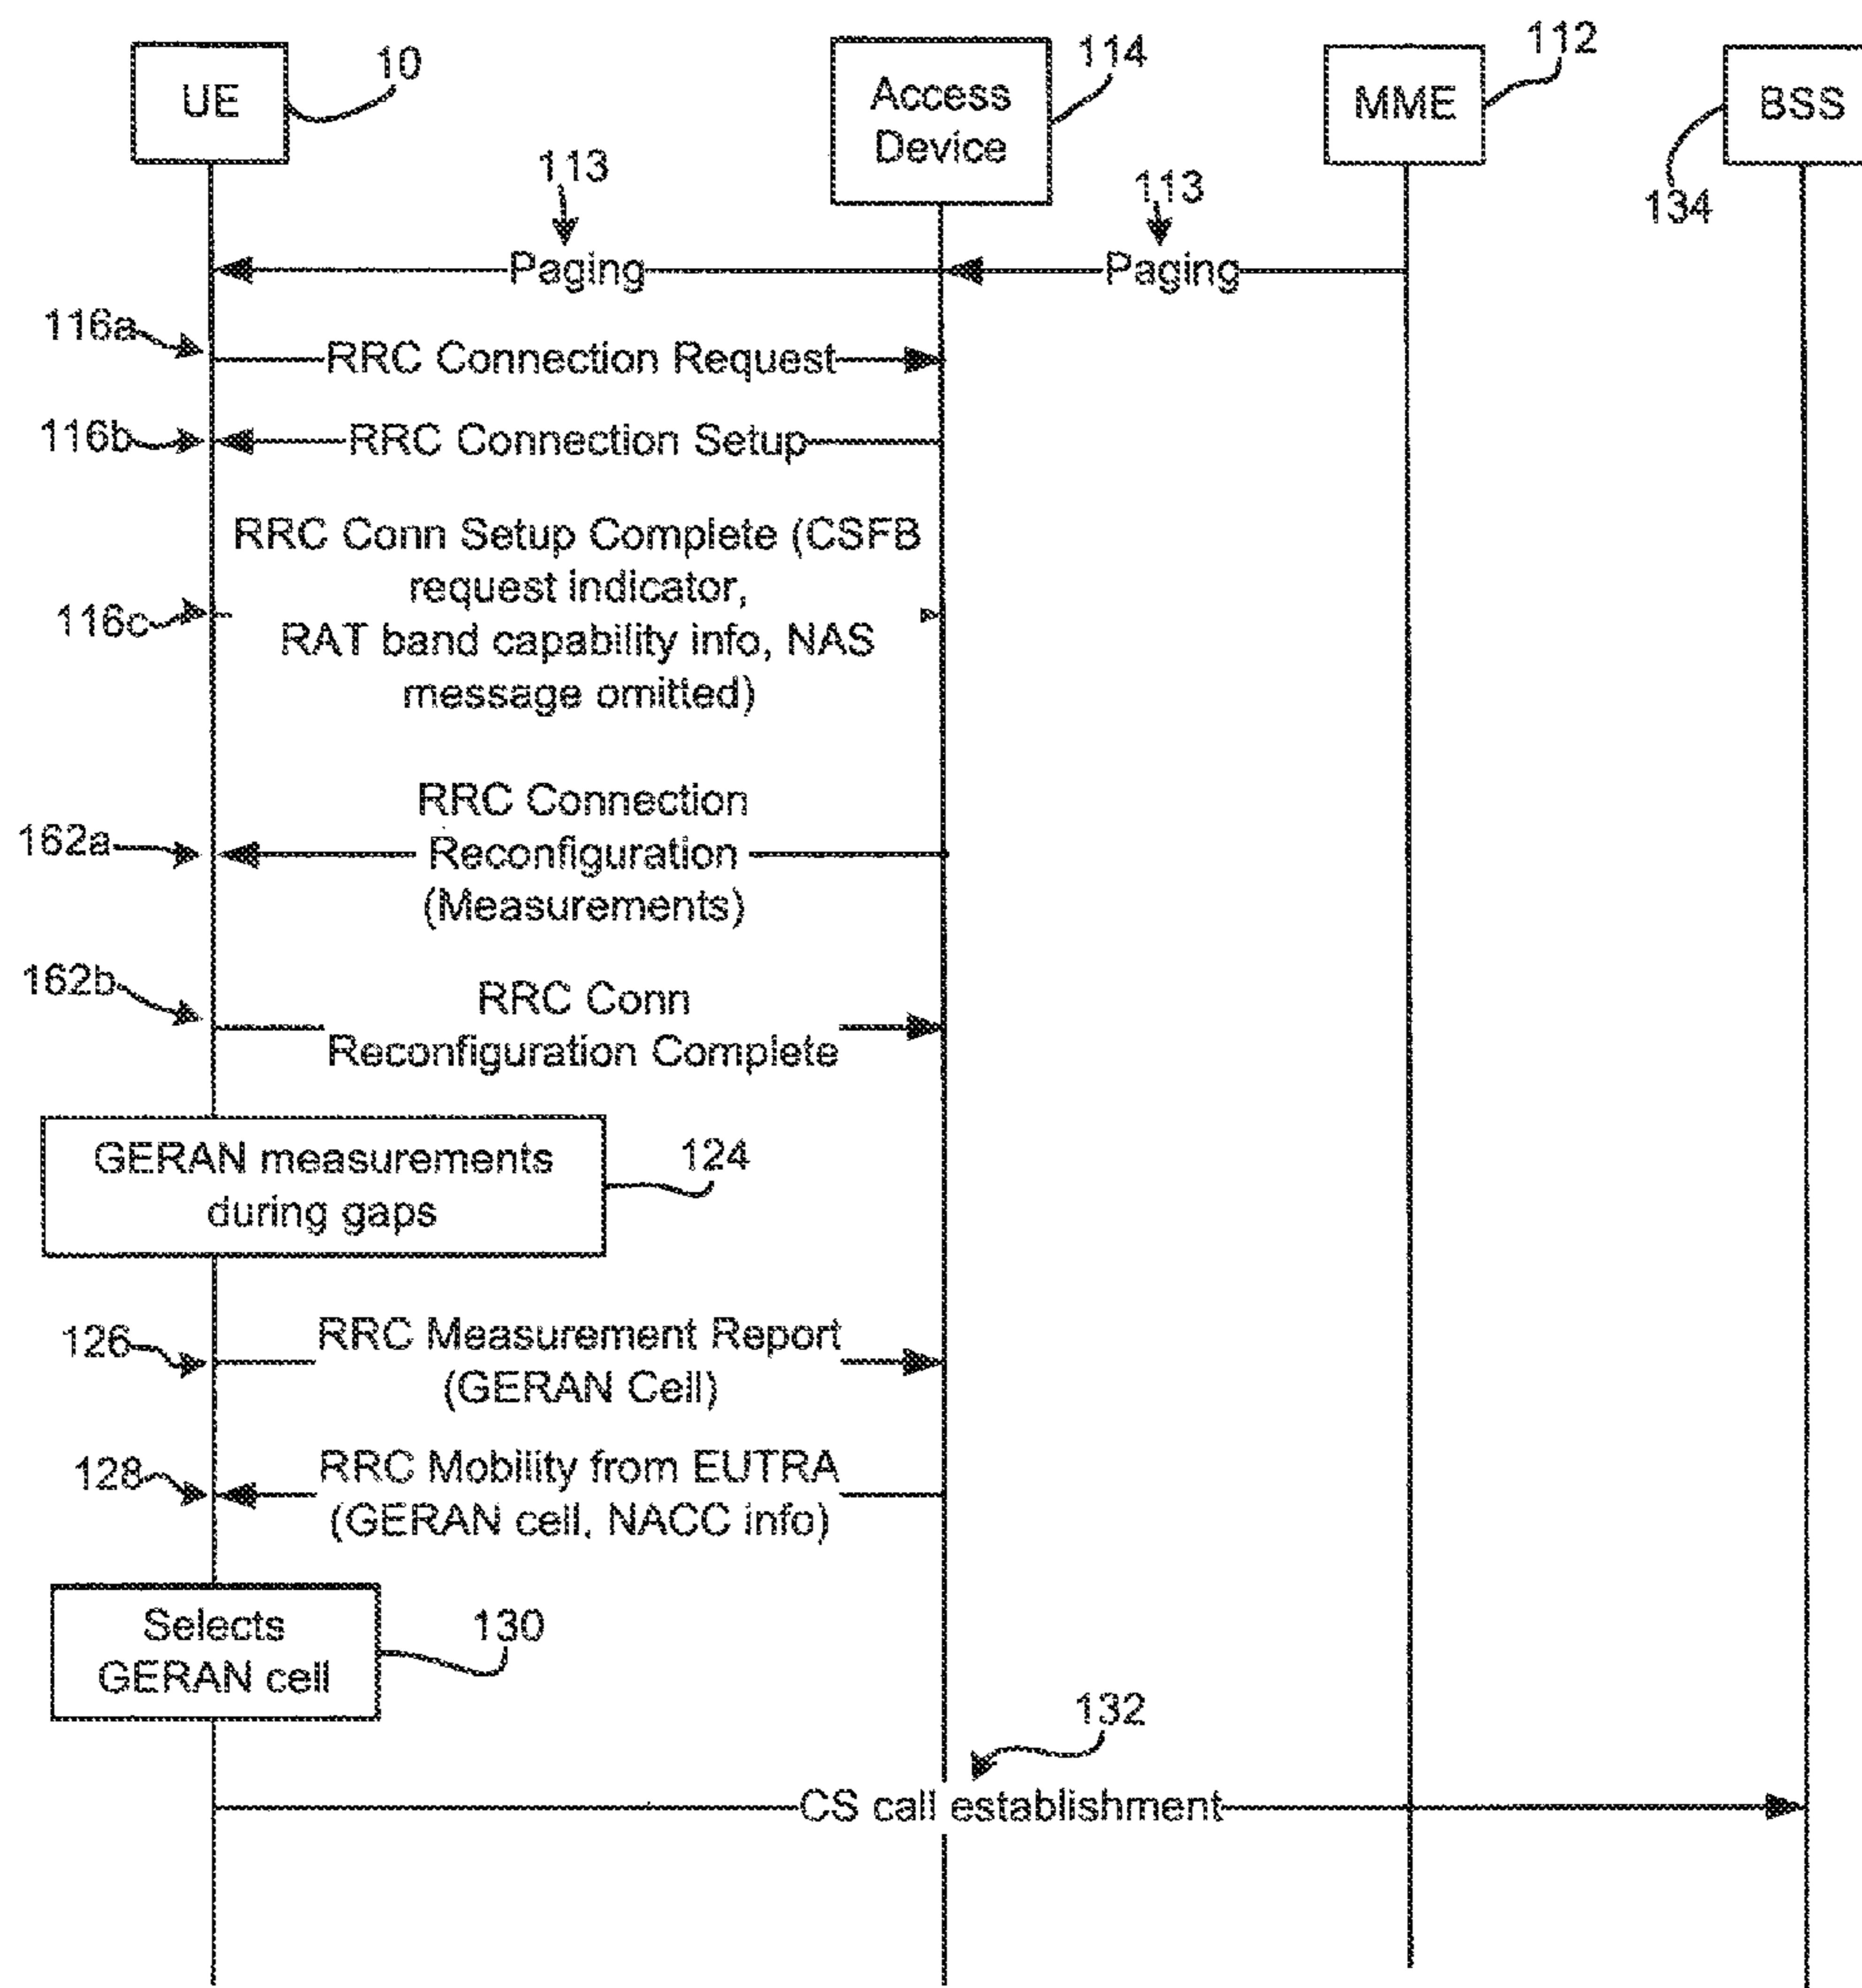 UE
10
Access
Device
114
MME
112
BSS
134
113
113
Paging
Paging
116a
RRC Connection Request
116b
RRC Connection Setup
RRC Conn Setup Complete (CSFB
request indicator,
116c
RAT band capability info, NAS
message omitted)
RRC Connection
162a
Reconfiguration
(Measurements)
162b
RRC Conn
Reconfiguration Complete
GERAN measurements
during gaps
124
126
RRC Measurement Report
(GERAN Cell)
128
RRC Mobility from EUTRA
(GERAN cell, NACC info)
Selects
GERAN cell
130
132
CS call establishment